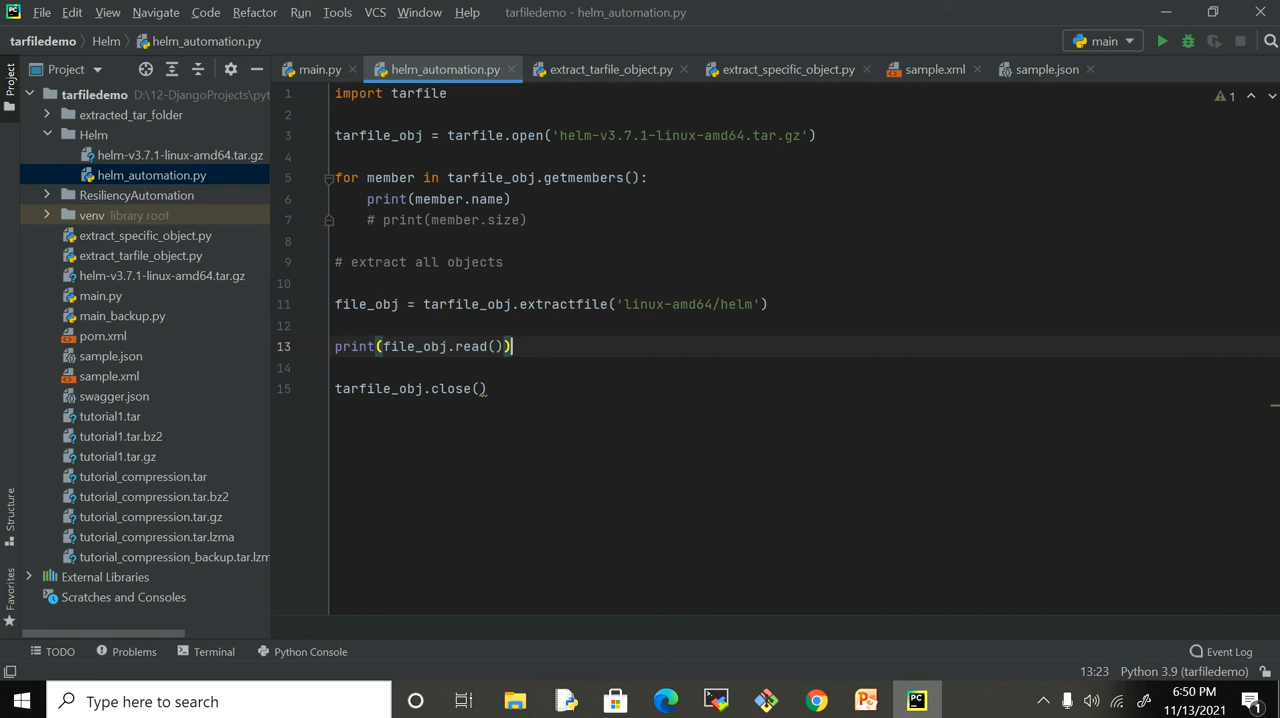 File Edit View Navigate Code Refactor Run Tools VCS Window Help tarfiledemo - helm_automation.py
tarfiledemo Helm helm_automation.py main
Project main.py helm_automation.py extract_tarfile_object.py extract_specific_object.py sample.xml sample.json
Project
tarfiledemo D:\12-DjangoProjects\pyt
extracted_tar_folder
Helm
helm-v3.7.1-linux-amd64.tar.gz
helm_automation.py
ResiliencyAutomation
venv library root
extract_specific_object.py
extract_tarfile_object.py
helm-v3.7.1-linux-amd64.tar.gz
main.py
main_backup.py
pom.xml
sample.json
sample.xml
swagger.json
tutorial1.tar
tutorial1.tar.bz2
tutorial1.tar.gz
tutorial_compression.tar
tutorial_compression.tar.bz2
tutorial_compression.tar.gz
tutorial_compression.tar.lzma
tutorial_compression_backup.tar.lzm
External Libraries
Scratches and Consoles
Structure
Favorites
1 import tarfile
2
3 tarfile_obj = tarfile.open('helm-v3.7.1-linux-amd64.tar.gz')
4
5 for member in tarfile_obj.getmembers():
6 print(member.name)
7 # print(member.size)
8
9 # extract all objects
10
11 file_obj = tarfile_obj.extractfile('linux-amd64/helm')
12
13 print(file_obj.read())
14
15 tarfile_obj.close()
1
TODO Problems Terminal Python Console Event Log
13:23 Python 3.9 (tarfiledemo)
Type here to search
6:50 PM
11/13/2021
1